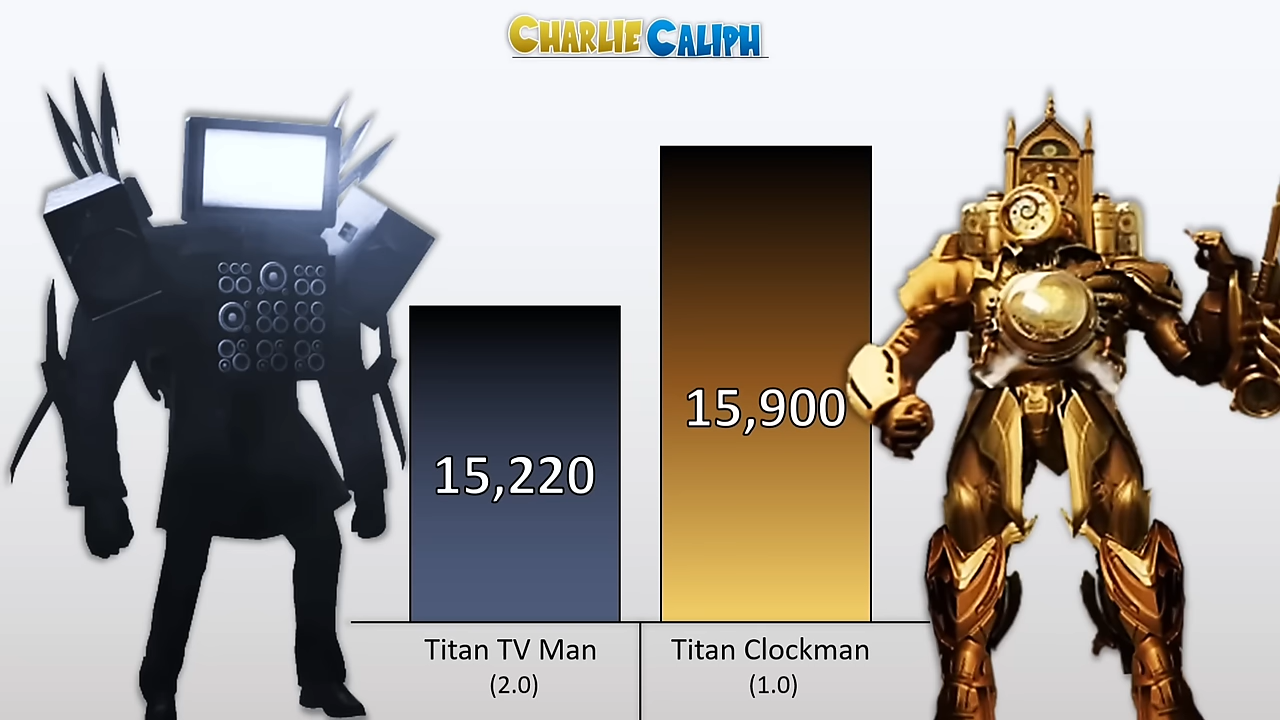 CHARLIE CALIPH
15,220
15,900
Titan TV Man
(2.0)
Titan Clockman
(1.0)